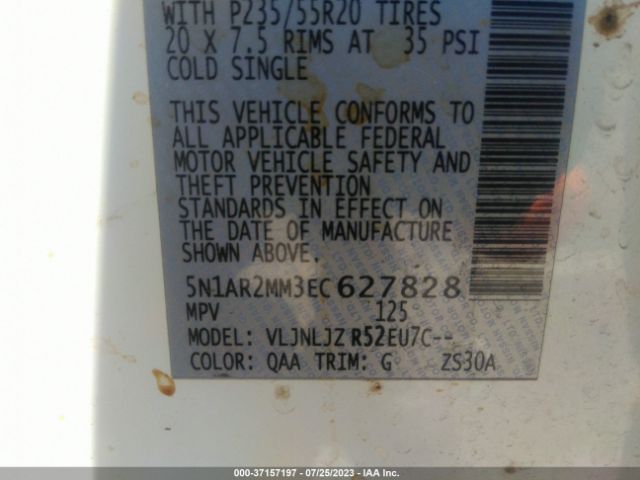 WITH P235/55R20 TIRES
20 X 7.5 RIMS AT 35 PSI
COLD SINGLE
THIS VEHICLE CONFORMS TO
ALL APPLICABLE FEDERAL
MOTOR VEHICLE SAFETY AND
THEFT PREVENTION
STANDARDS IN EFFECT ON
THE DATE OF MANUFACTURE
SHOWN ABOVE.
5N1AR2MM3EC627828
MPV 125
MODEL: VLJNLJZ R52EU7C--
COLOR: QAA TRIM: G ZS30A
000-37157197 - 07/25/2023 - IAA Inc.